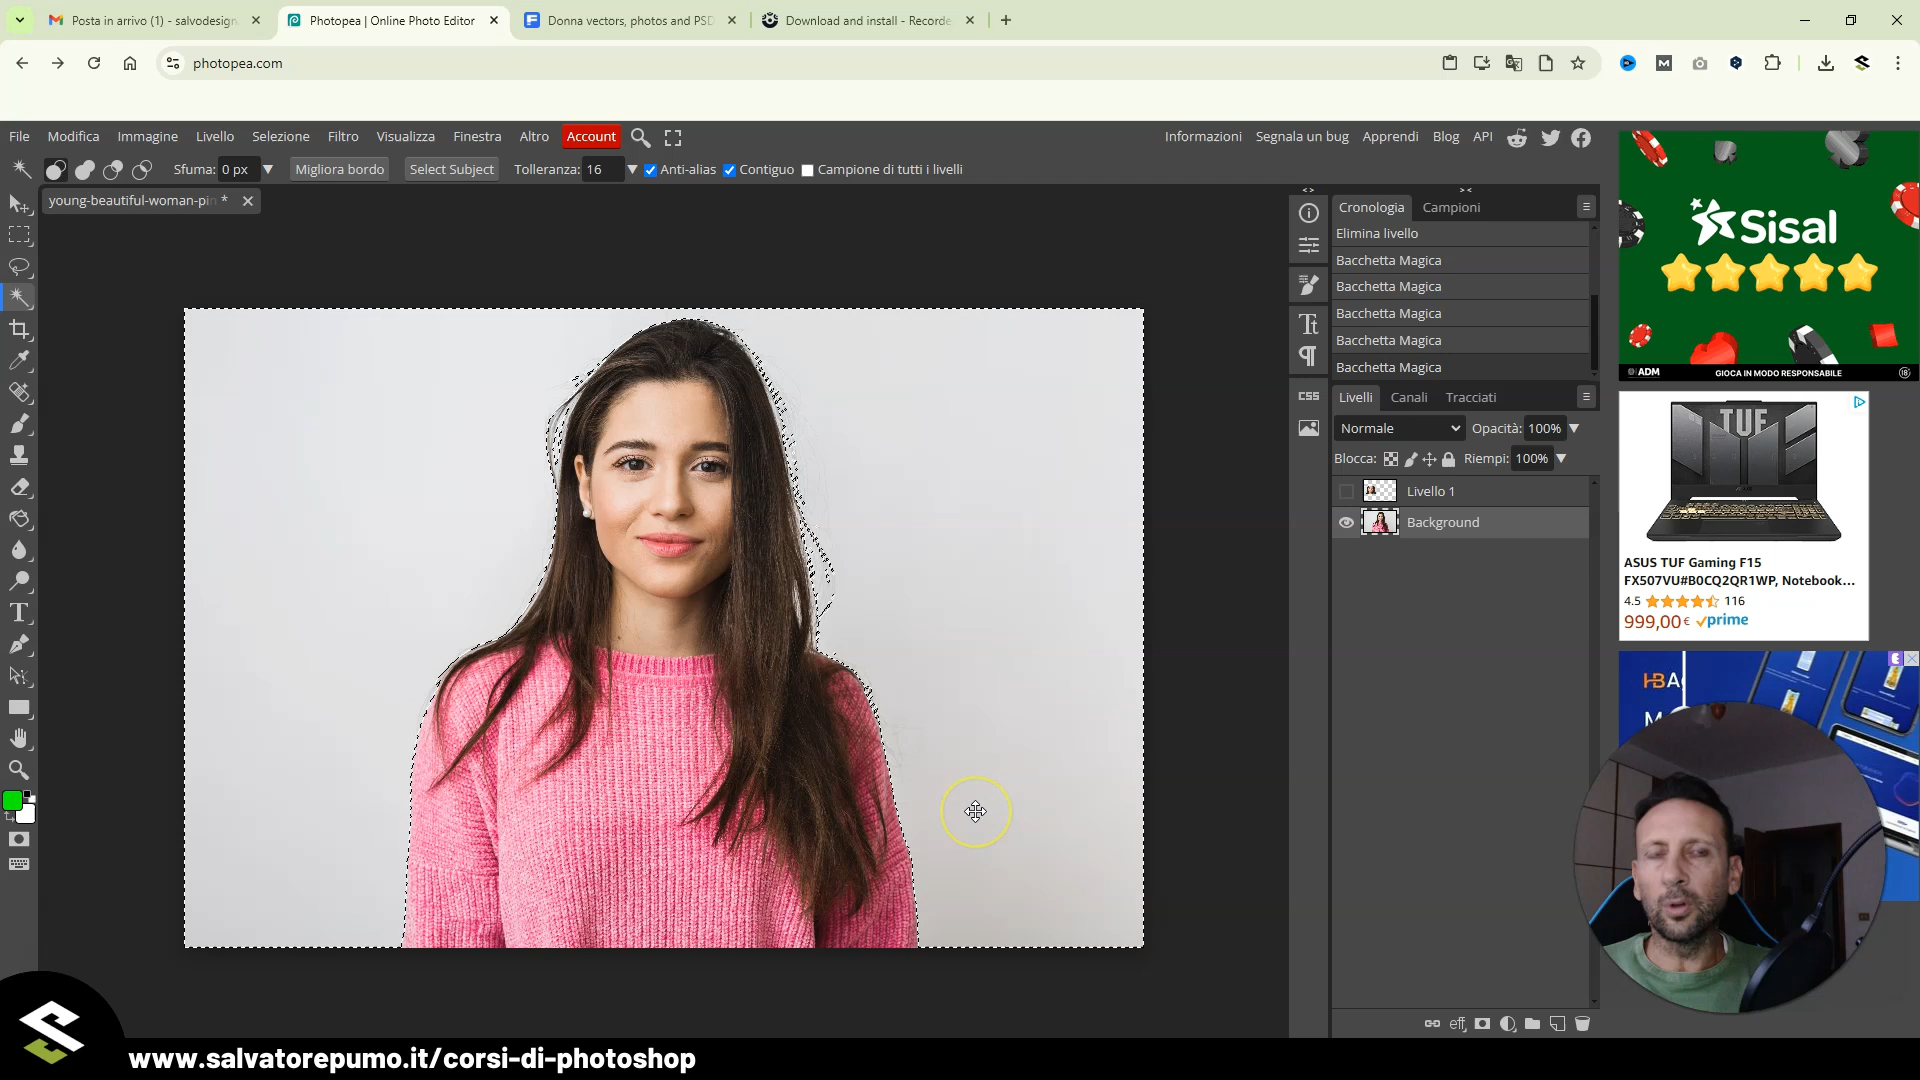 Posta in arrivo (1) - salvodesign
Photopea | Online Photo Editor
Donna vectors, photos and PSD
Download and install - Recorde
photopea.com
File Modifica Immagine Livello Selezione Filtro Visualizza Finestra Altro Account
Informazioni Segnala un bug Apprendi Blog API
Sfuma: 0 px Migliora bordo Select Subject Tolleranza: 16 Anti-alias Contiguo Campione di tutti i livelli
young-beautiful-woman-pin *
Cronologia Campioni
Elimina livello
Bacchetta Magica
Bacchetta Magica
Bacchetta Magica
Bacchetta Magica
Bacchetta Magica
Livelli Canali Tracciati
Normale Opacità: 100%
Blocca: Riempi: 100%
Livello 1
Background
CSS
eff
Sisal
ADM GIOCA IN MODO RESPONSABILE 18
TUF
ASUS TUF Gaming F15
FX507VU#B0CQ2QR1WP, Notebook...
4.5 116
999,00€ prime
www.salvatorepumo.it/corsi-di-photoshop